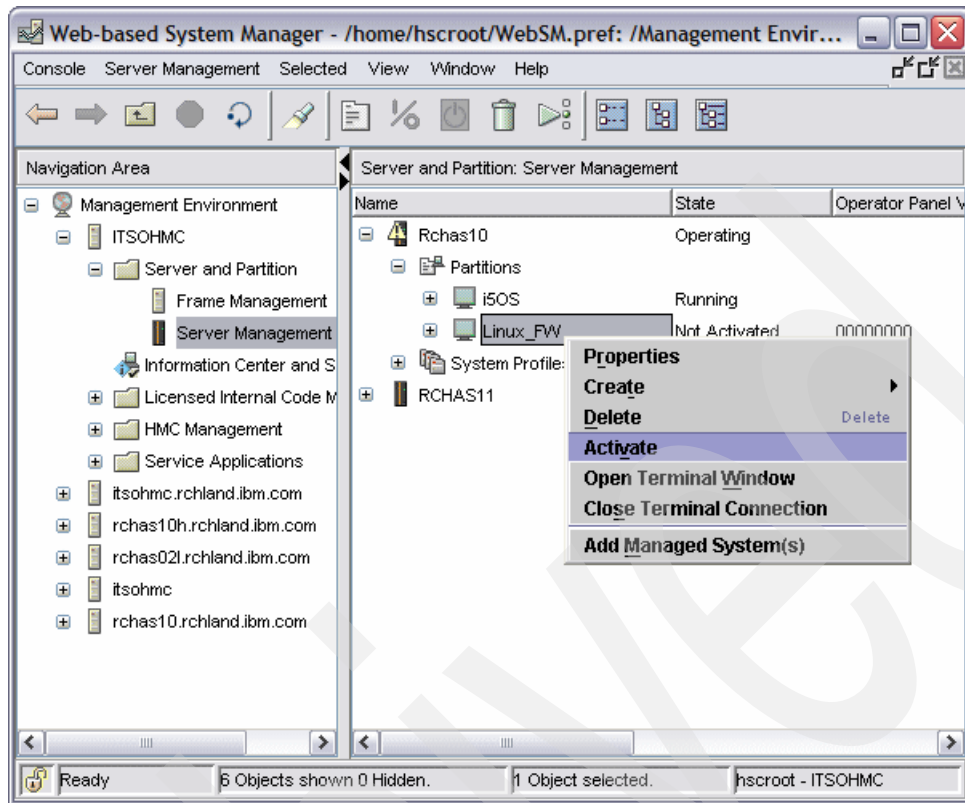 Web-based System Manager - /home/hscroot/WebSM.pref: /Management Envir...
Console Server Management Selected View Window Help
Navigation Area
Server and Partition: Server Management
Management Environment
ITSOHMC
Server and Partition
Frame Management
Server Management
Information Center and S
Licensed Internal Code M
HMC Management
Service Applications
itsohmc.rchland.ibm.com
rchas10h.rchland.ibm.com
rchas02l.rchland.ibm.com
itsohmc
rchas10.rchland.ibm.com
Name State Operator Panel V
Rchas10 Operating
Partitions
i5OS Running
Linux_FW Not Activated 00000000
System Profiles
RCHAS11
Properties
Create
Delete Delete
Activate
Open Terminal Window
Close Terminal Connection
Add Managed System(s)
Ready 6 Objects shown 0 Hidden. 1 Object selected. hscroot - ITSOHMC